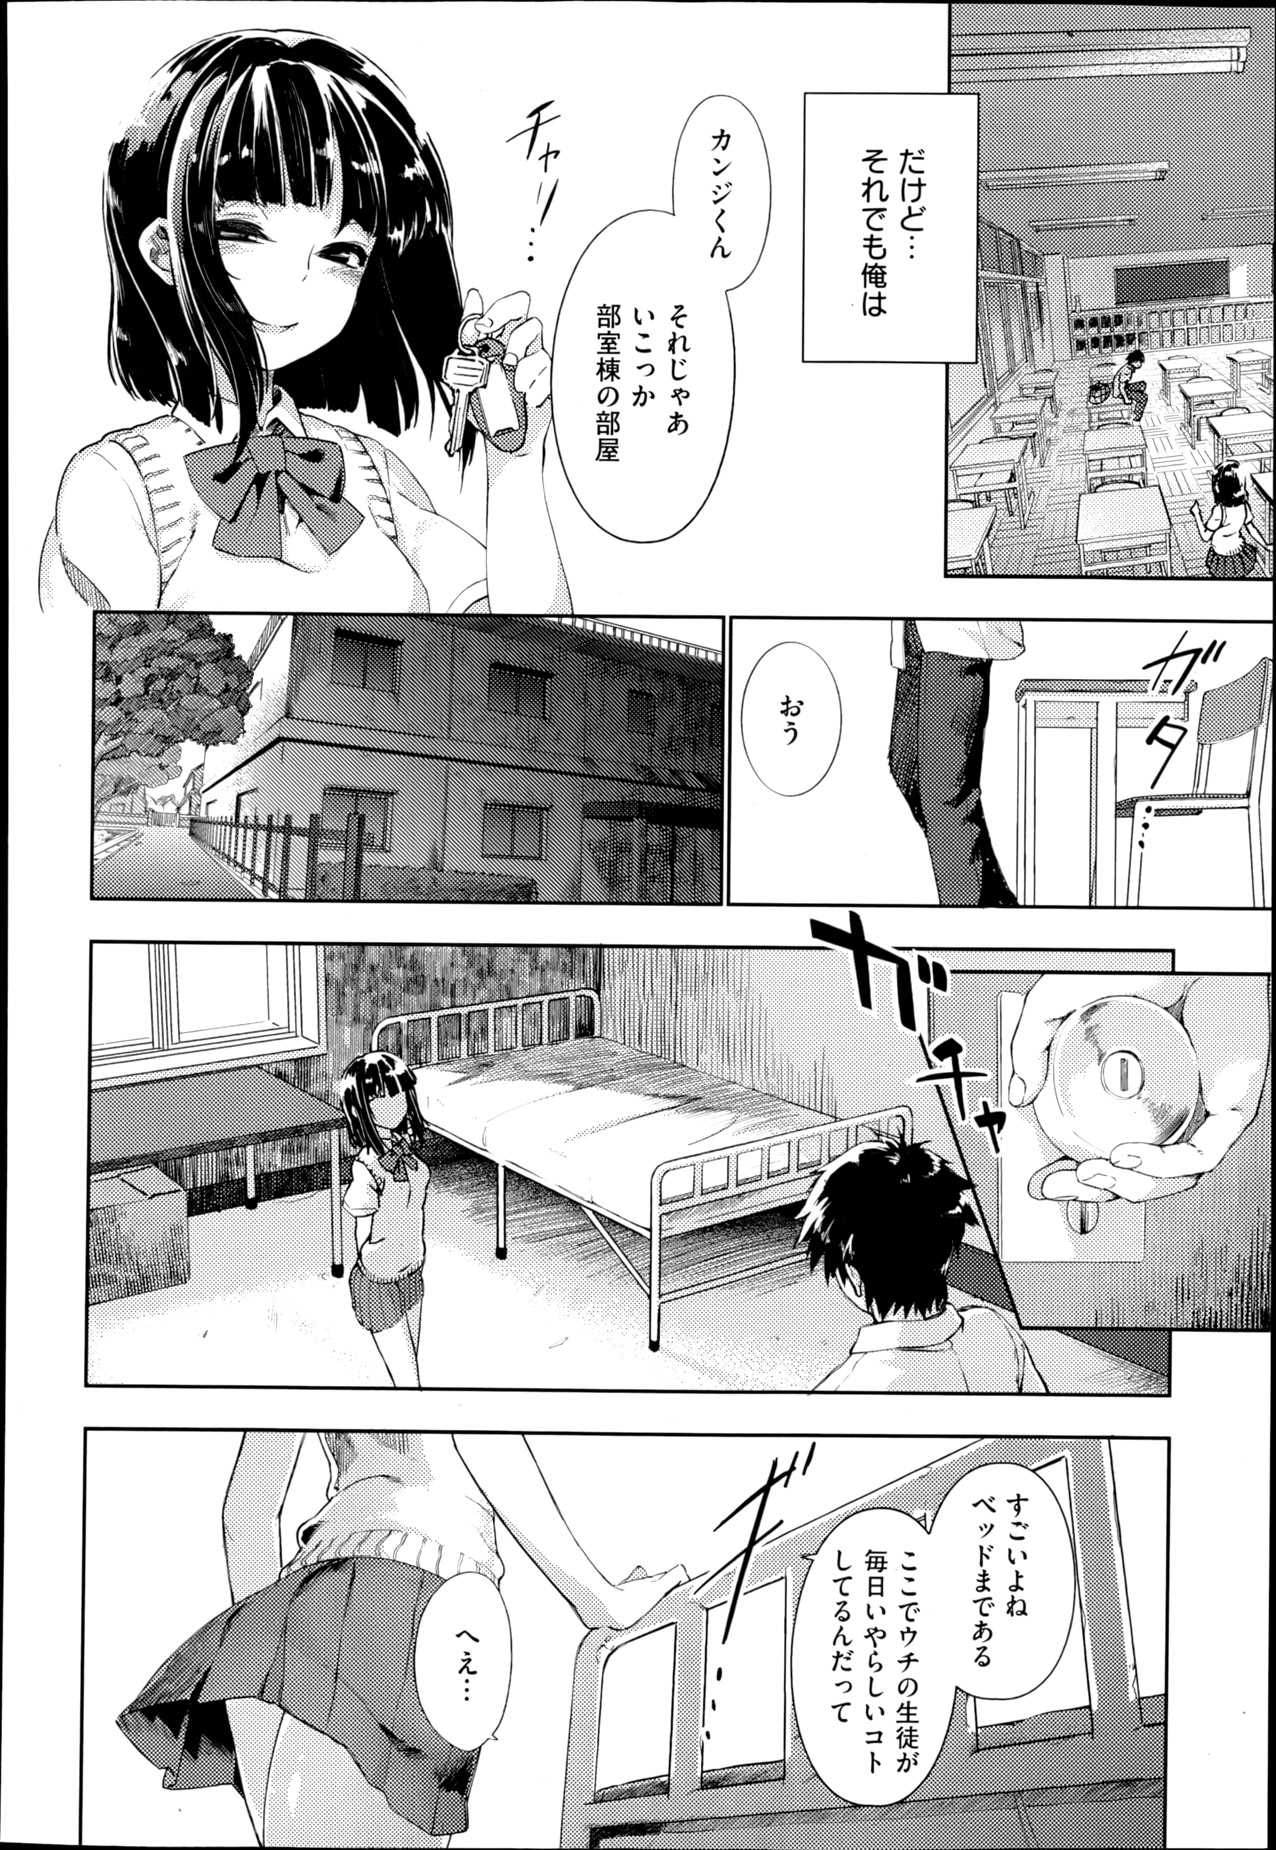 だけど…
それでも俺は
カンジくん
それじゃあ
いこっか
部室棟の部屋
チャ…
ガタ…
おう
ガチャ
すごいよね
ベッドまである
ここでウチの生徒が
毎日いやらしいコト
してるんだって
へえ…